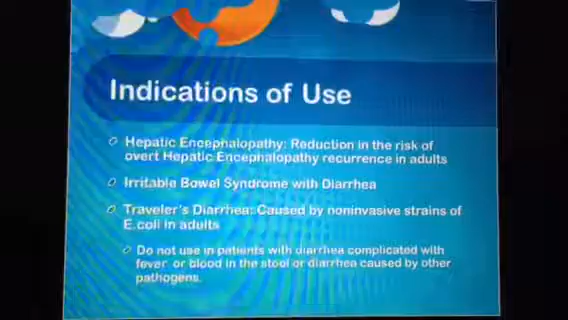 Indications of Use
Hepatic Encephalopathy: Reduction in the risk of
overt Hepatic Encephalopathy recurrence in adults
Irritable Bowel Syndrome with Diarrhea
Traveler's Diarrhea: Caused by noninvasive strains of
E.coli in adults
Do not use in patients with diarrhea complicated with
fever or blood in the stool or diarrhea caused by other
pathogens.